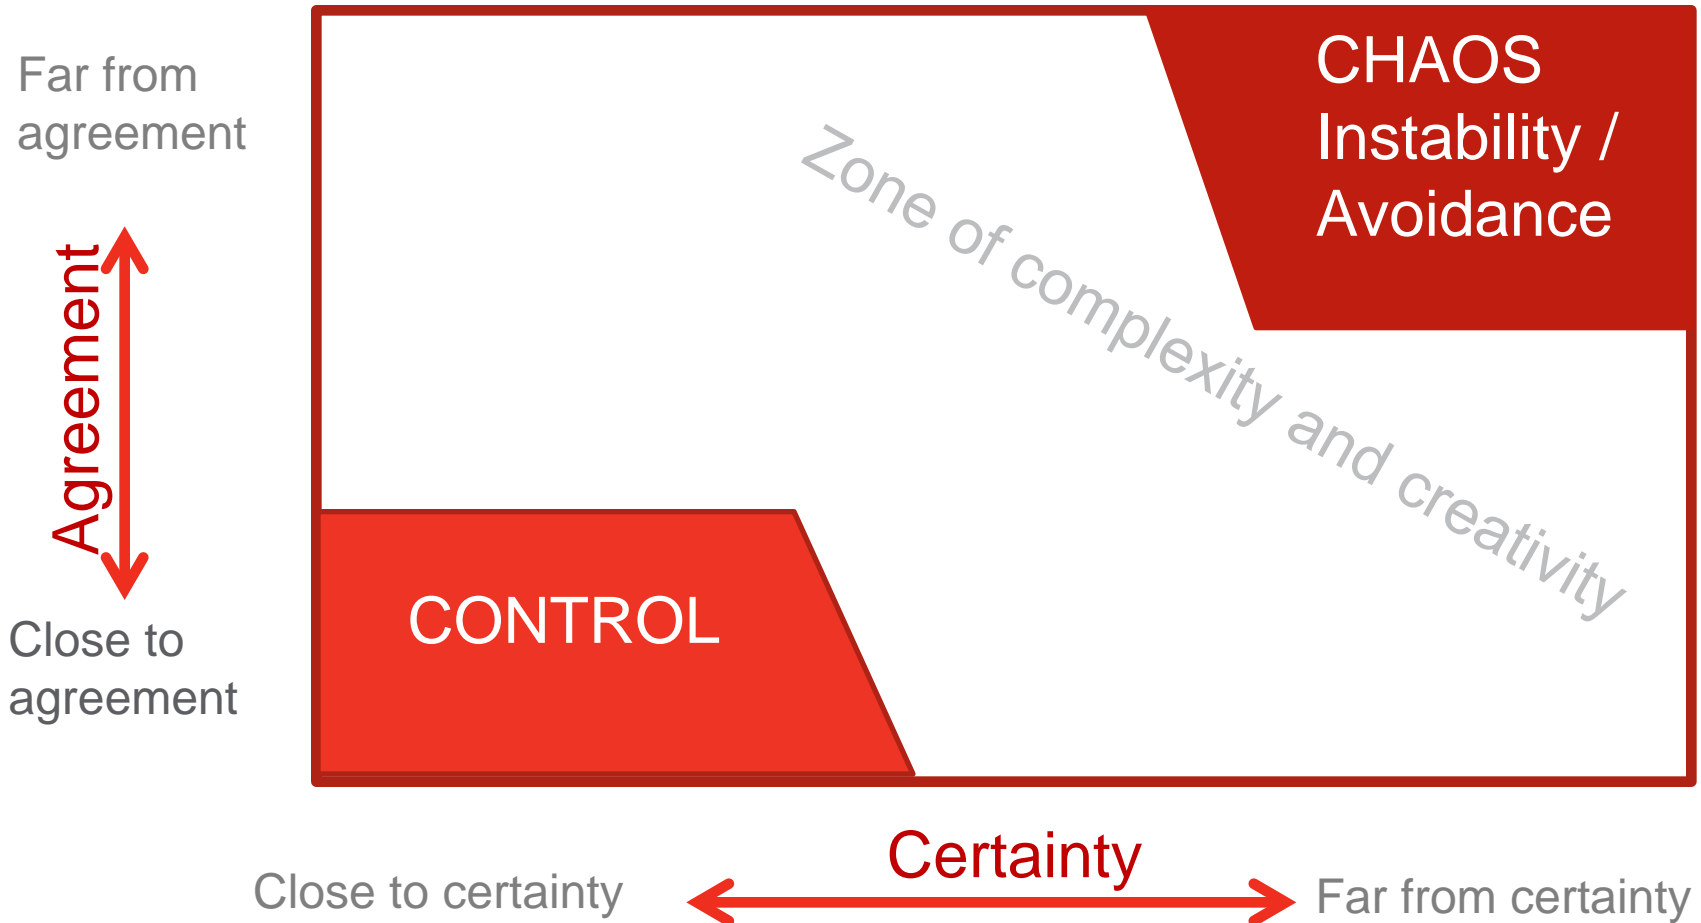 Far from
agreement
Agreement
Close to
agreement
CHAOS
Instability /
Avoidance
Zone of complexity and creativity
CONTROL
Certainty
Close to certainty
Far from certainty